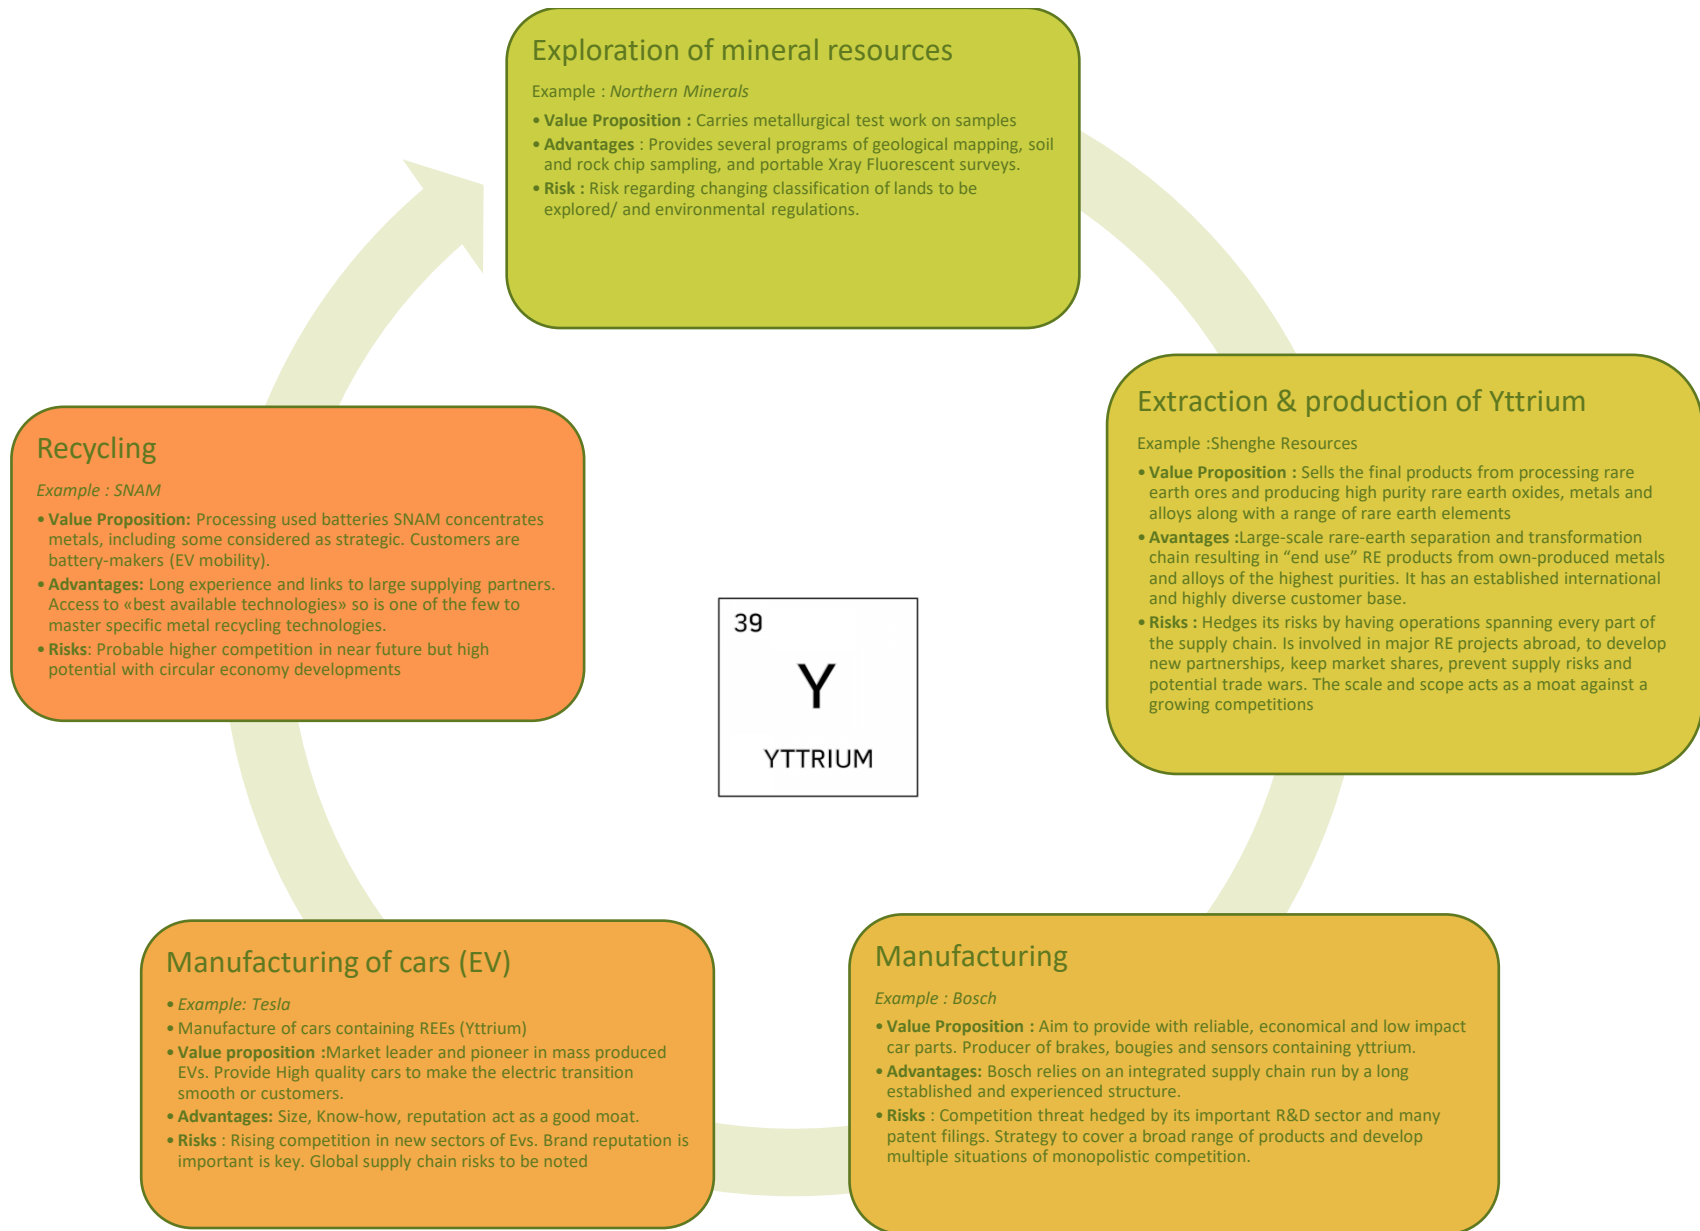 Exploration of mineral resources
Example : Northern Minerals
• Value Proposition : Carries metallurgical test work on samples
• Advantages : Provides several programs of geological mapping, soil
and rock chip sampling, and portable Xray Fluorescent surveys.
• Risk : Risk regarding changing classification of lands to be
explored/ and environmental regulations.
Extraction & production of Yttrium
Example :Shenghe Resources
• Value Proposition : Sells the final products from processing rare
earth ores and producing high purity rare earth oxides, metals and
alloys along with a range of rare earth elements
• Avantages :Large-scale rare-earth separation and transformation
chain resulting in “end use” RE products from own-produced metals
and alloys of the highest purities. It has an established international
and highly diverse customer base.
• Risks : Hedges its risks by having operations spanning every part of
the supply chain. Is involved in major RE projects abroad, to develop
new partnerships, keep market shares, prevent supply risks and
potential trade wars. The scale and scope acts as a moat against a
growing competitions
Manufacturing
Example : Bosch
• Value Proposition : Aim to provide with reliable, economical and low impact
car parts. Producer of brakes, bougies and sensors containing yttrium.
• Advantages: Bosch relies on an integrated supply chain run by a long
established and experienced structure.
• Risks : Competition threat hedged by its important R&D sector and many
patent filings. Strategy to cover a broad range of products and develop
multiple situations of monopolistic competition.
Manufacturing of cars (EV)
• Example: Tesla
• Manufacture of cars containing REEs (Yttrium)
• Value proposition :Market leader and pioneer in mass produced
EVs. Provide High quality cars to make the electric transition
smooth or customers.
• Advantages: Size, Know-how, reputation act as a good moat.
• Risks : Rising competition in new sectors of Evs. Brand reputation is
important is key. Global supply chain risks to be noted
Recycling
Example : SNAM
• Value Proposition: Processing used batteries SNAM concentrates
metals, including some considered as strategic. Customers are
battery-makers (EV mobility).
• Advantages: Long experience and links to large supplying partners.
Access to «best available technologies» so is one of the few to
master specific metal recycling technologies.
• Risks: Probable higher competition in near future but high
potential with circular economy developments
39
Y
YTTRIUM